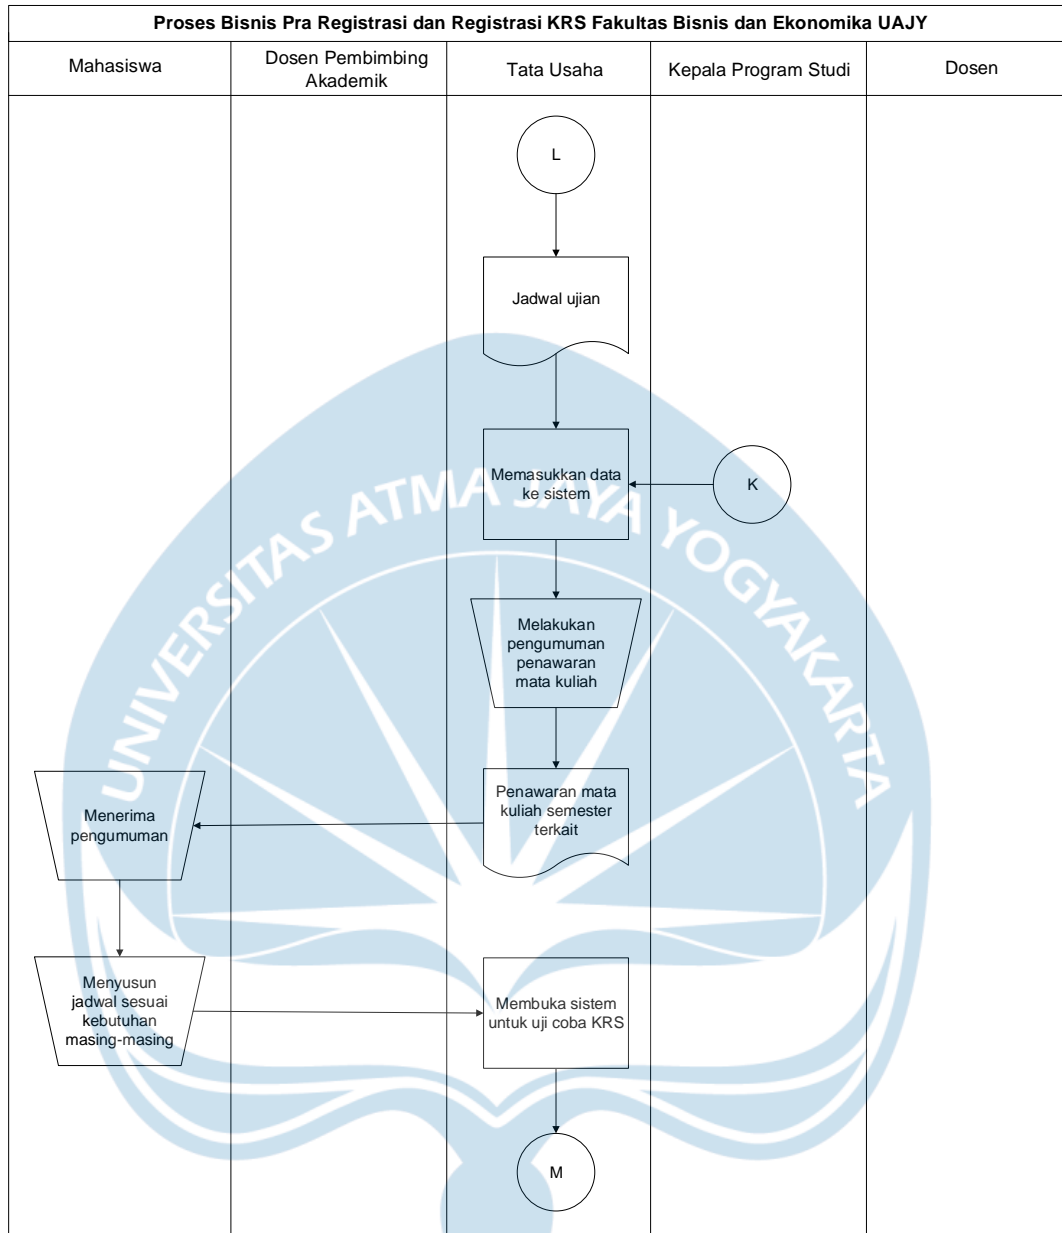 Proses Bisnis Pra Registrasi dan Registrasi KRS Fakultas Bisnis dan Ekonomika UAJY
Mahasiswa
Dosen Pembimbing
Akademik
Tata Usaha
Kepala Program Studi
Dosen
L
Jadwal ujian
Memasukkan data
ke sistem
K
Melakukan
pengumuman
penawaran
mata kuliah
Penawaran mata
kuliah semester
terkait
Menerima
pengumuman
Menyusun
jadwal sesuai
kebutuhan
masing-masing
Membuka sistem
untuk uji coba KRS
M
UNIVERSITAS ATMA JAYA YOGYAKARTA